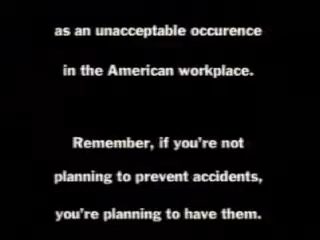 as an unacceptable occurence
in the American workplace.
Remember, if you're not
planning to prevent accidents,
you're planning to have them.